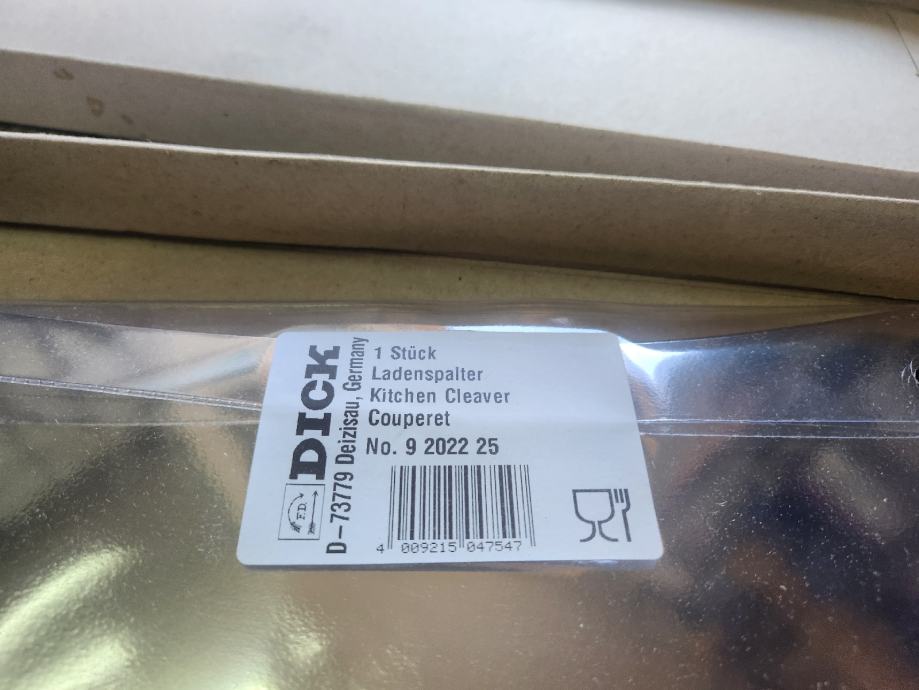 DICK
D-73779 Deizisau, Germany
F.D.
1 Stück
Ladenspalter
Kitchen Cleaver
Couperet
No. 9 2022 25
4 009215 047547